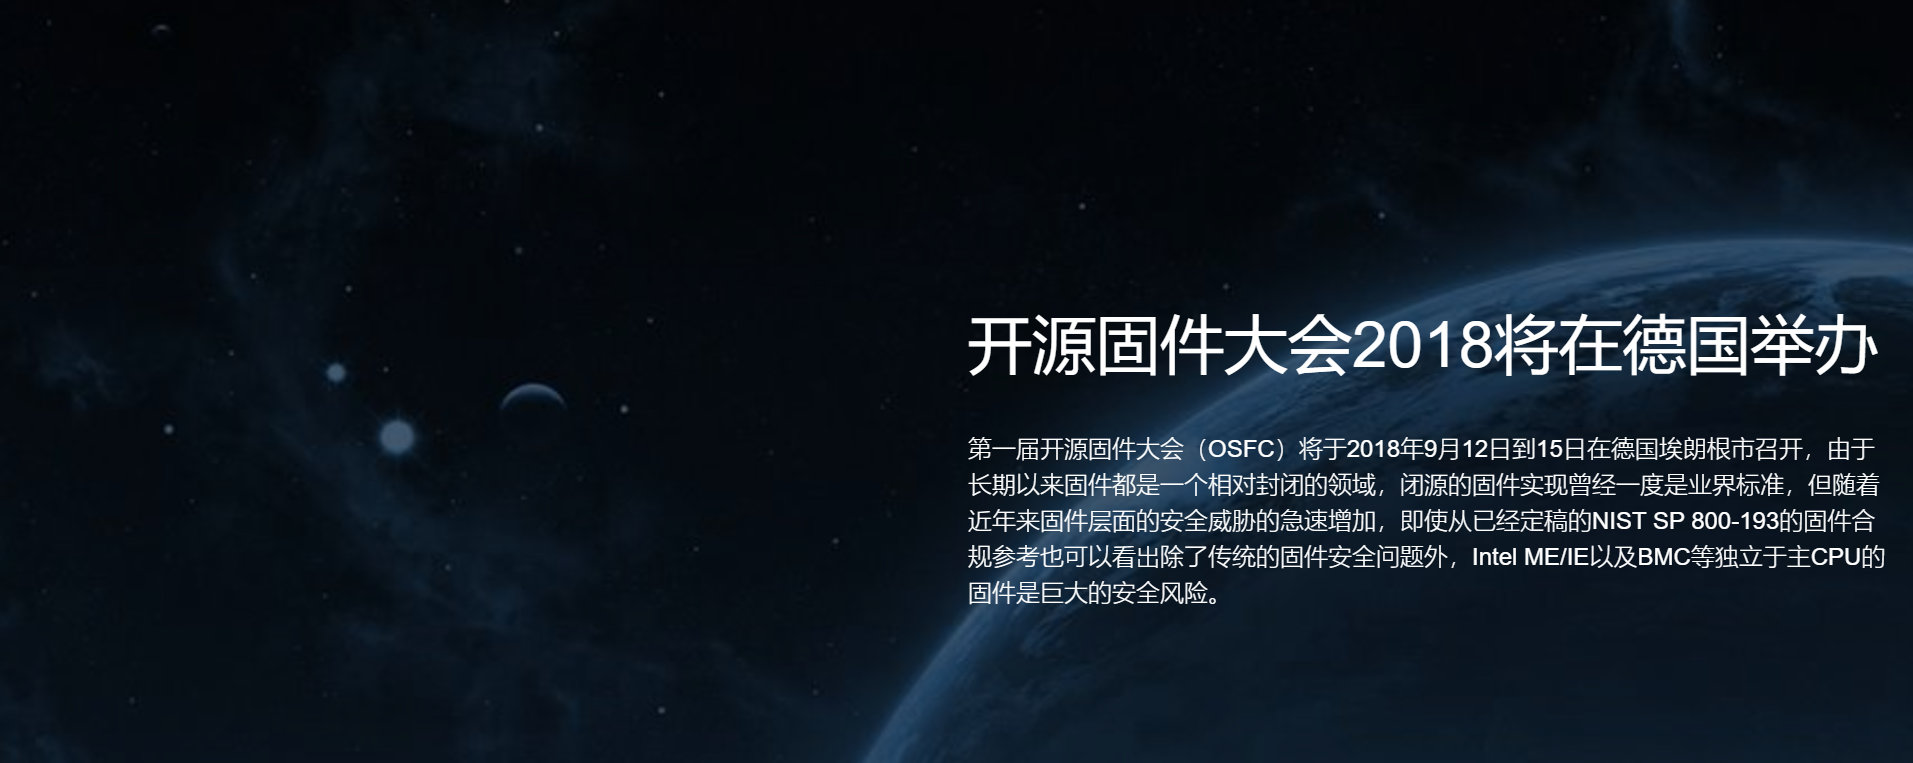 开源固件大会2018将在德国举办
第一届开源固件大会（OSFC）将于2018年9月12日到15日在德国埃朗根市召开，由于
长期以来固件都是一个相对封闭的领域，闭源的固件实现曾经一度是业界标准，但随着
近年来固件层面的安全威胁的急速增加，即使从已经定稿的NIST SP 800-193的固件合
规参考也可以看出除了传统的固件安全问题外，Intel ME/IE以及BMC等独立于主CPU的
固件是巨大的安全风险。